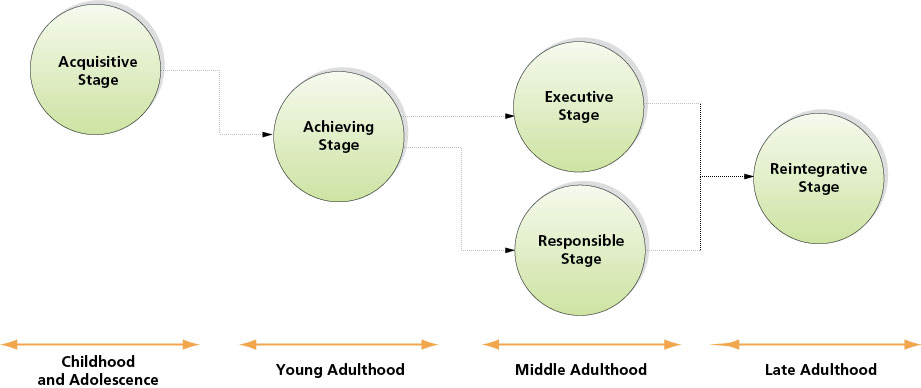 Acquisitive
Stage
Achieving
Stage
Executive
Stage
Responsible
Stage
Reintegrative
Stage
Childhood
and Adolescence
Young Adulthood
Middle Adulthood
Late Adulthood